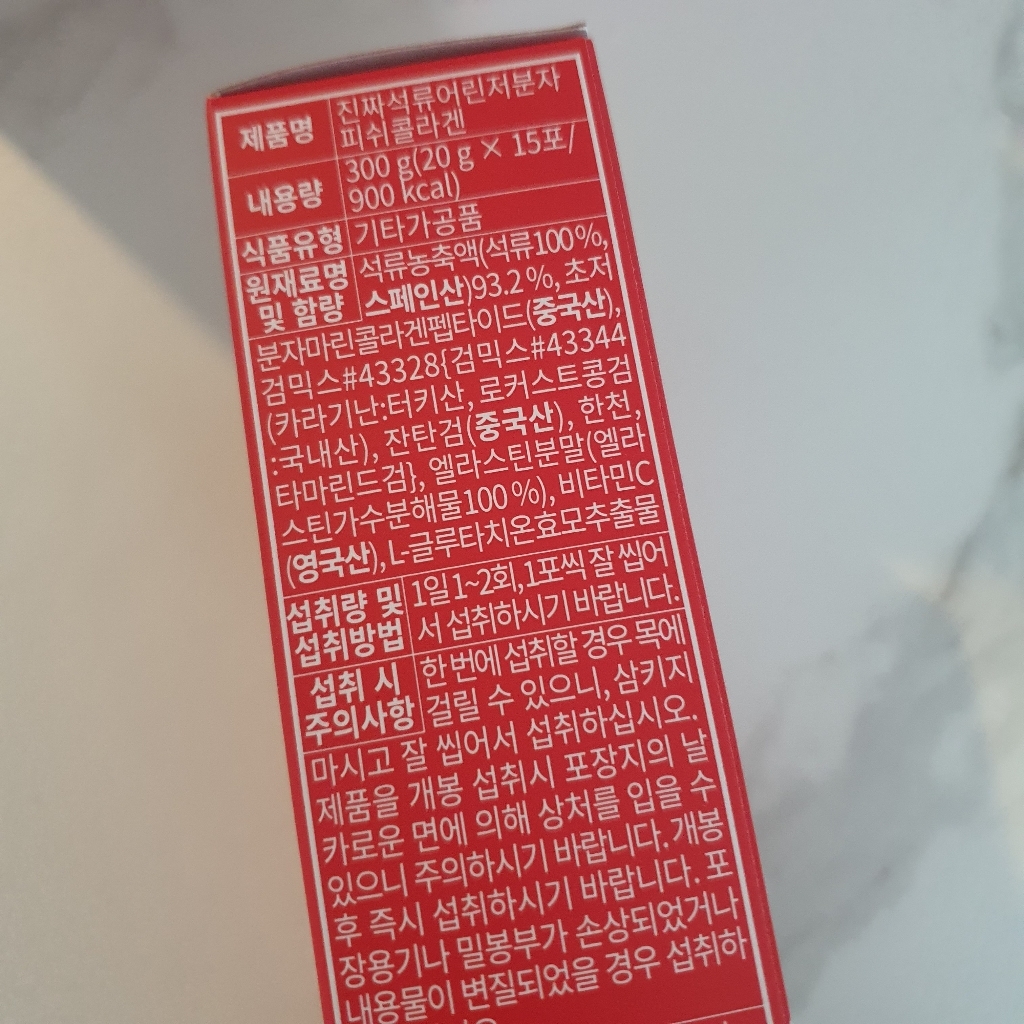 제품명 진짜석류어린저분자
피쉬콜라겐
내용량 300 g(20 g × 15포/
900 kcal)
식품유형 기타가공품
원재료명 석류농축액(석류100%,
및 함량 스페인산)93.2 %, 초저
분자마린콜라겐펩타이드(중국산),
검믹스#43328{검믹스#43344
(카라기난:터키산, 로커스트콩검
:국내산), 잔탄검(중국산), 한천,
타마린드검}, 엘라스틴분말(엘라
스틴가수분해물100 %), 비타민C
(영국산), L-글루타치온효모추출물
섭취량 및 1일1~2회, 1포씩 잘 씹어
섭취방법 서 섭취하시기 바랍니다.
섭취 시 한번에 섭취할 경우 목에
주의사항 걸릴 수 있으니, 삼키지
마시고 잘 씹어서 섭취하십시오.
제품을 개봉 섭취시 포장지의 날
카로운 면에 의해 상처를 입을 수
있으니 주의하시기 바랍니다. 개봉
후 즉시 섭취하시기 바랍니다. 포
장용기나 밀봉부가 손상되었거나
내용물이 변질되었을 경우 섭취하